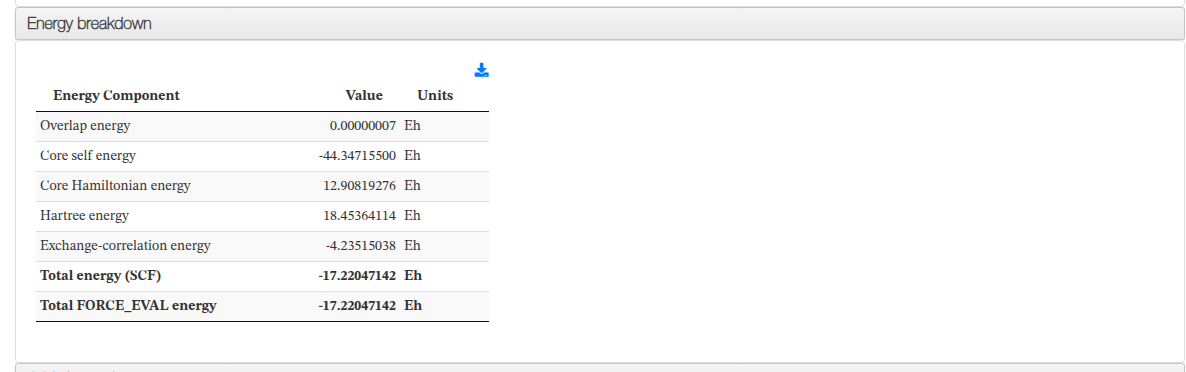 Energy breakdown
Energy Component Value Units
Overlap energy 0.00000007 Eh
Core self energy -44.34715500 Eh
Core Hamiltonian energy 12.90819276 Eh
Hartree energy 18.45364114 Eh
Exchange-correlation energy -4.23515038 Eh
Total energy (SCF) -17.22047142 Eh
Total FORCE_EVAL energy -17.22047142 Eh